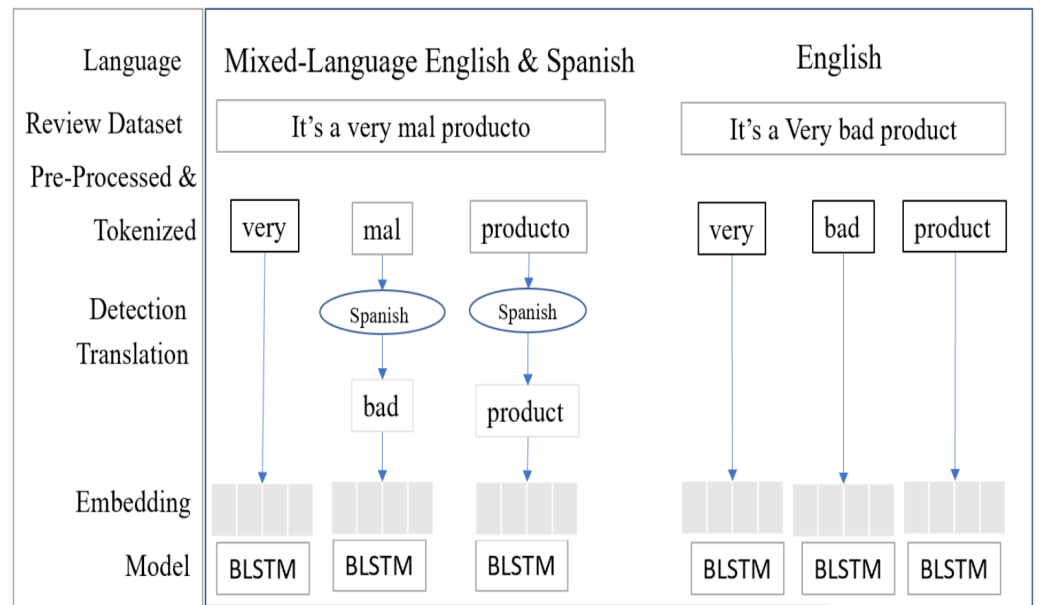 Language Mixed-Language English & Spanish English
Review Dataset It’s a very mal producto It’s a Very bad product
Pre-Processed &
Tokenized very mal producto very bad product
Detection Spanish Spanish
Translation
bad product
Embedding
Model BLSTM BLSTM BLSTM BLSTM BLSTM BLSTM